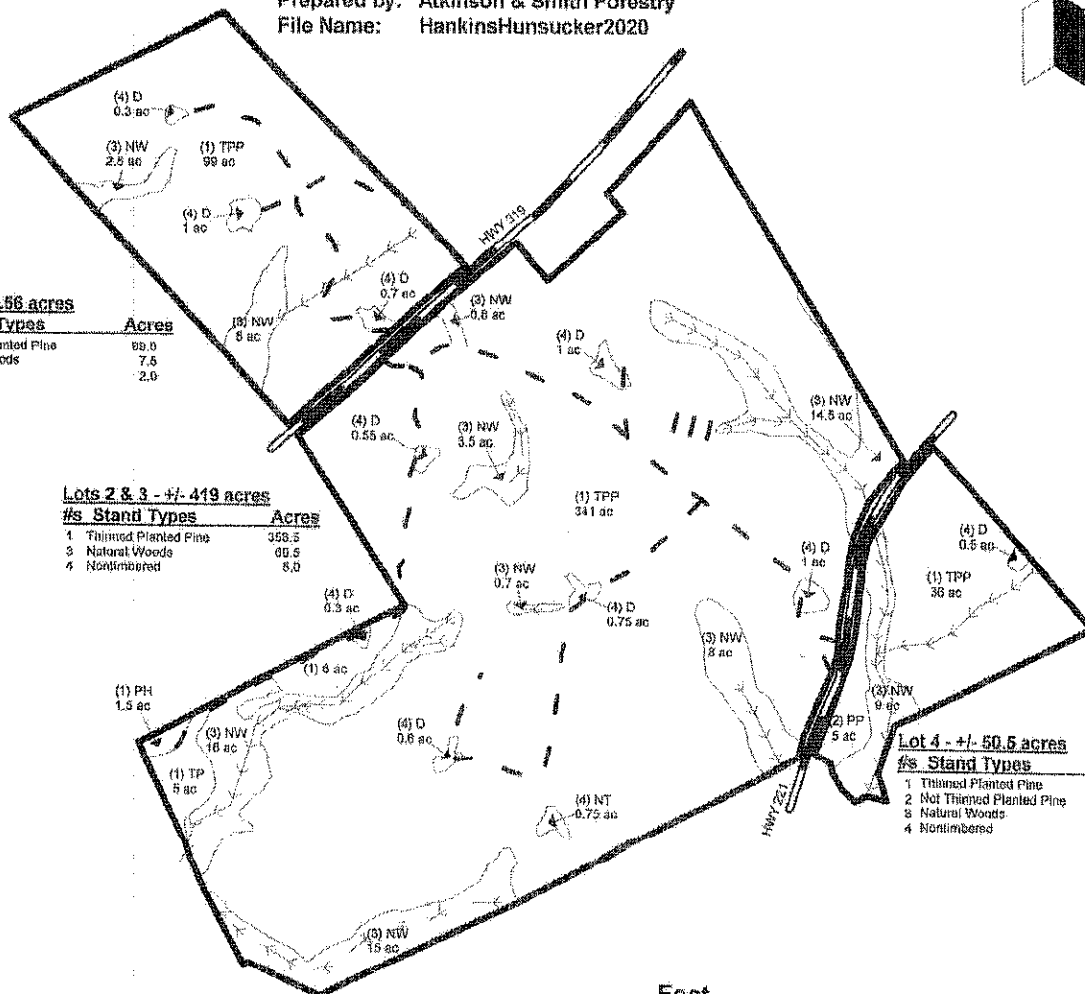 Prepared by: Atkinson & Smith Forestry
File Name: HankinsHunsucker2020
(4) D
0.3 ac
(3) NW
2.5 ac
(1) TPP
99 ac
(4) D
1 ac
HWY 319
(4) D
0.7 ac
(3) NW
0.8 ac
(3) NW
5 ac
.56 acres
Types Acres
anted Pine
ods 7.5
2.0
(4) D
1 ac
(3) NW
14.5 ac
(4) D
0.55 ac
(3) NW
3.5 ac
Lots 2 & 3 - +/- 419 acres
#s Stand Types Acres
1 Thinned Planted Pine 353.5
3 Natural Woods
4 Nontimbered 5.0
(1) TPP
341 ac
(4) D
0.5 ac
(1) TPP
36 ac
(4) D
1 ac
(3) NW
0.7 ac
(4) D
0.75 ac
(4) D
0.3 ac
(1) 6 ac
(3) NW
8 ac
(1) PH
1.5 ac
(3) NW
16 ac
(1) TP
5 ac
(4) D
0.6 ac
(3) NW
9 ac
(2) PP
5 ac
HWY 221
Lot 4 - +/- 50.5 acres
#s Stand Types
1 Thinned Planted Pine
2 Not Thinned Planted Pine
3 Natural Woods
4 Nontimbered
(4) NT
0.75 ac
(3) NW
15 ac
Feet